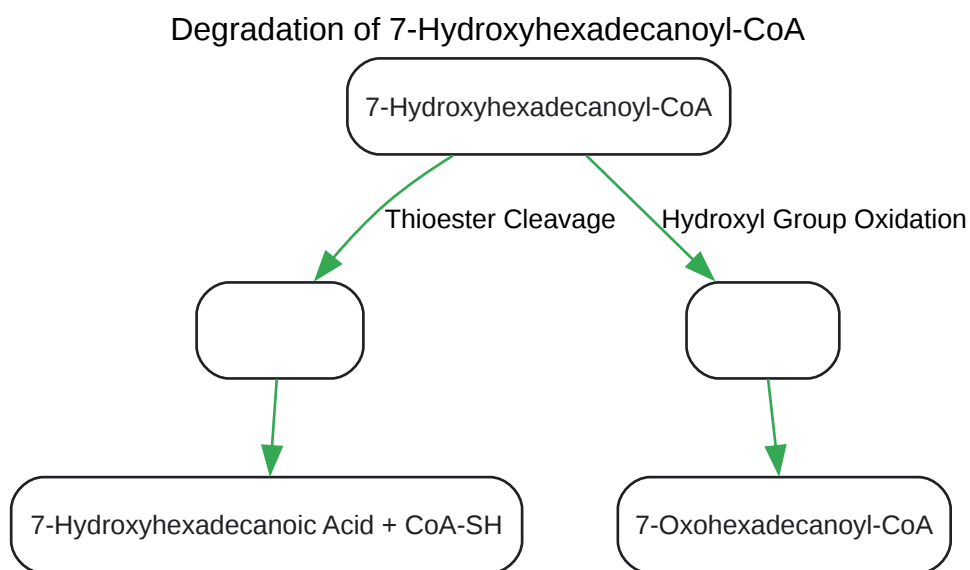 Degradation of 7-Hydroxyhexadecanoyl-CoA
7-Hydroxyhexadecanoyl-CoA
Thioester Cleavage
Hydroxyl Group Oxidation
7-Hydroxyhexadecanoic Acid + CoA-SH
7-Oxohexadecanoyl-CoA